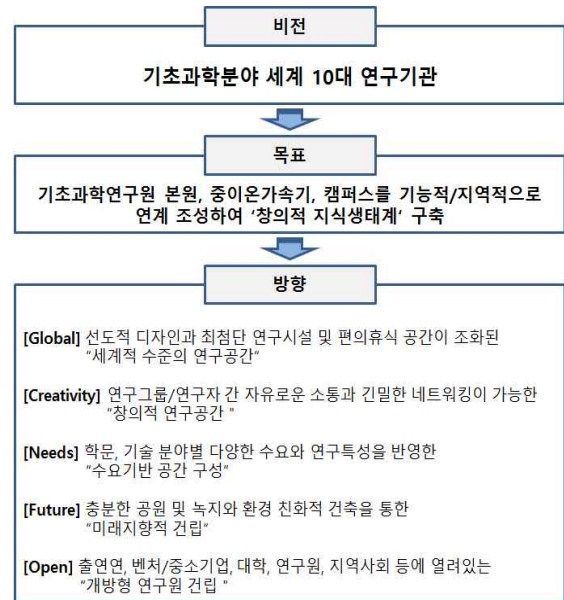 비전
기초과학분야 세계 10대 연구기관
목표
기초과학연구원 본원, 중이온가속기, 캠퍼스를 기능적/지역적으로
연계 조성하여 '창의적 지식생태계' 구축
방향
[Global] 선도적 디자인과 최첨단 연구시설 및 편의휴식 공간이 조화된
"세계적 수준의 연구공간"
[Creativity] 연구그룹/연구자 간 자유로운 소통과 긴밀한 네트워킹이 가능한
"창의적 연구공간 "
[Needs] 학문, 기술 분야별 다양한 수요와 연구특성을 반영한
"수요기반 공간 구성"
[Future] 충분한 공원 및 녹지와 환경 친화적 건축을 통한
"미래지향적 건립"
[Open] 출연연, 벤처/중소기업, 대학, 연구원, 지역사회 등에 열려있는
"개방형 연구원 건립 "